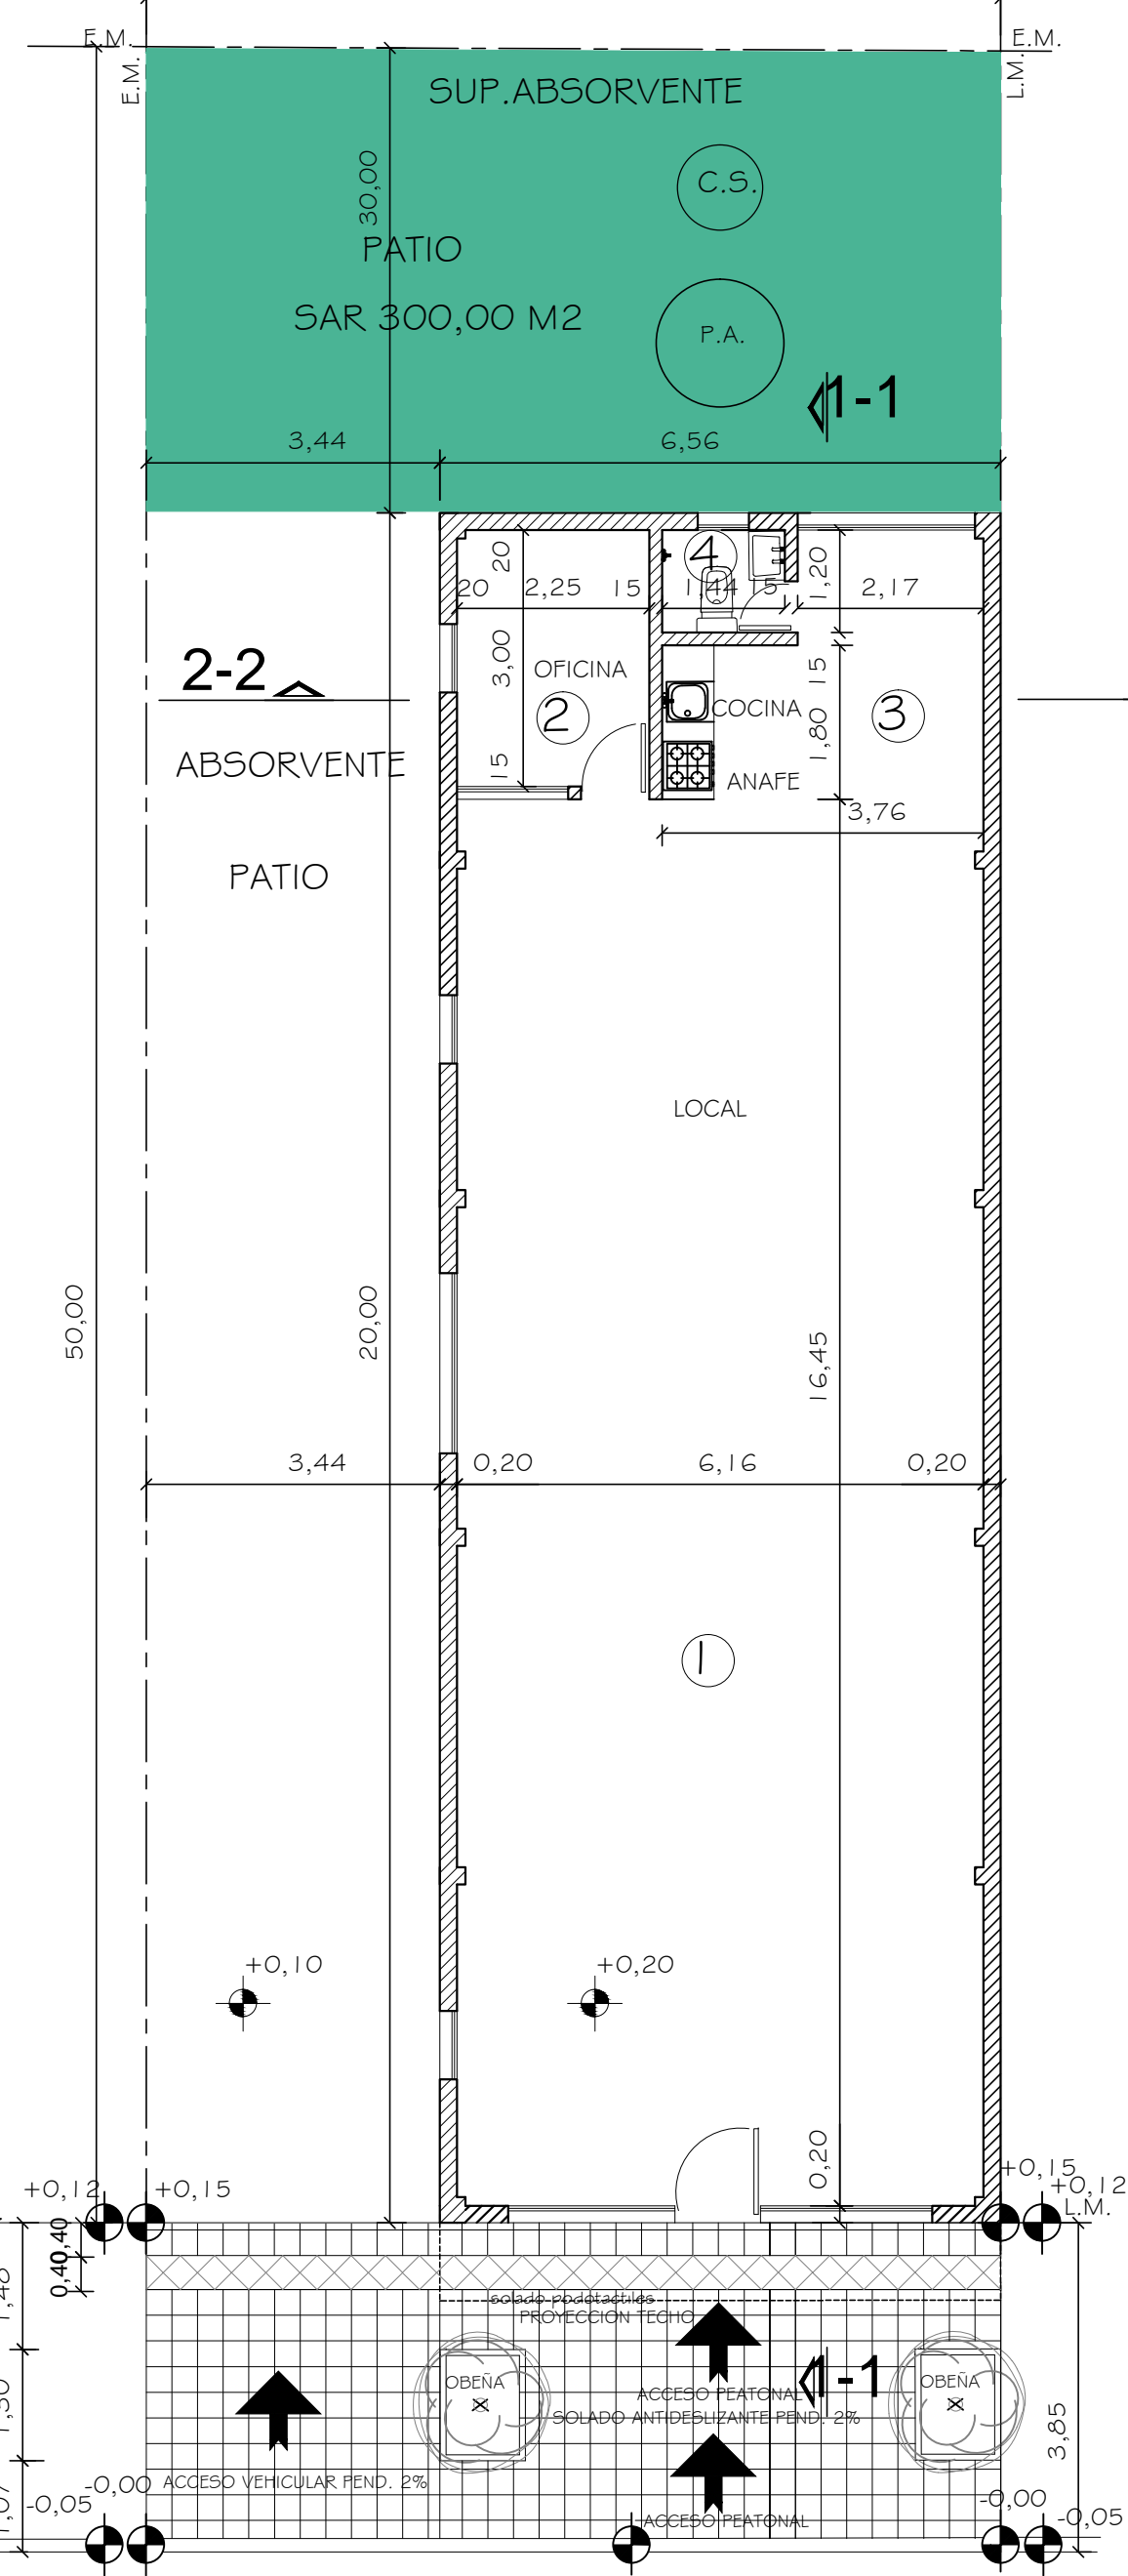 E.M.
E.M.
E.M.
L.M.
SUP.ABSORVENTE
30,00
C.S.
PATIO
SAR 300,00 M2
P.A.
1-1
3,44
6,56
4
20
1,20
20
2,25
15
1,44
15
2,17
3,00
OFICINA
2-2
2
COCINA
15
3
1,80
ABSORVENTE
15
ANAFE
3,76
PATIO
LOCAL
50,00
20,00
16,45
3,44
0,20
6,16
0,20
1
+0,10
+0,20
0,20
+0,12
+0,15
+0,15
+0,12
L.M.
0,40
0,40
1,48
solado podotactiles
PROYECCION TECHO
OBEÑA
1-1
OBEÑA
ACCESO PEATONAL
SOLADO ANTIDESLIZANTE PEND. 2%
3,85
ACCESO VEHICULAR PEND. 2%
-0,00
-0,05
ACCESO PEATONAL
-0,00
-0,05